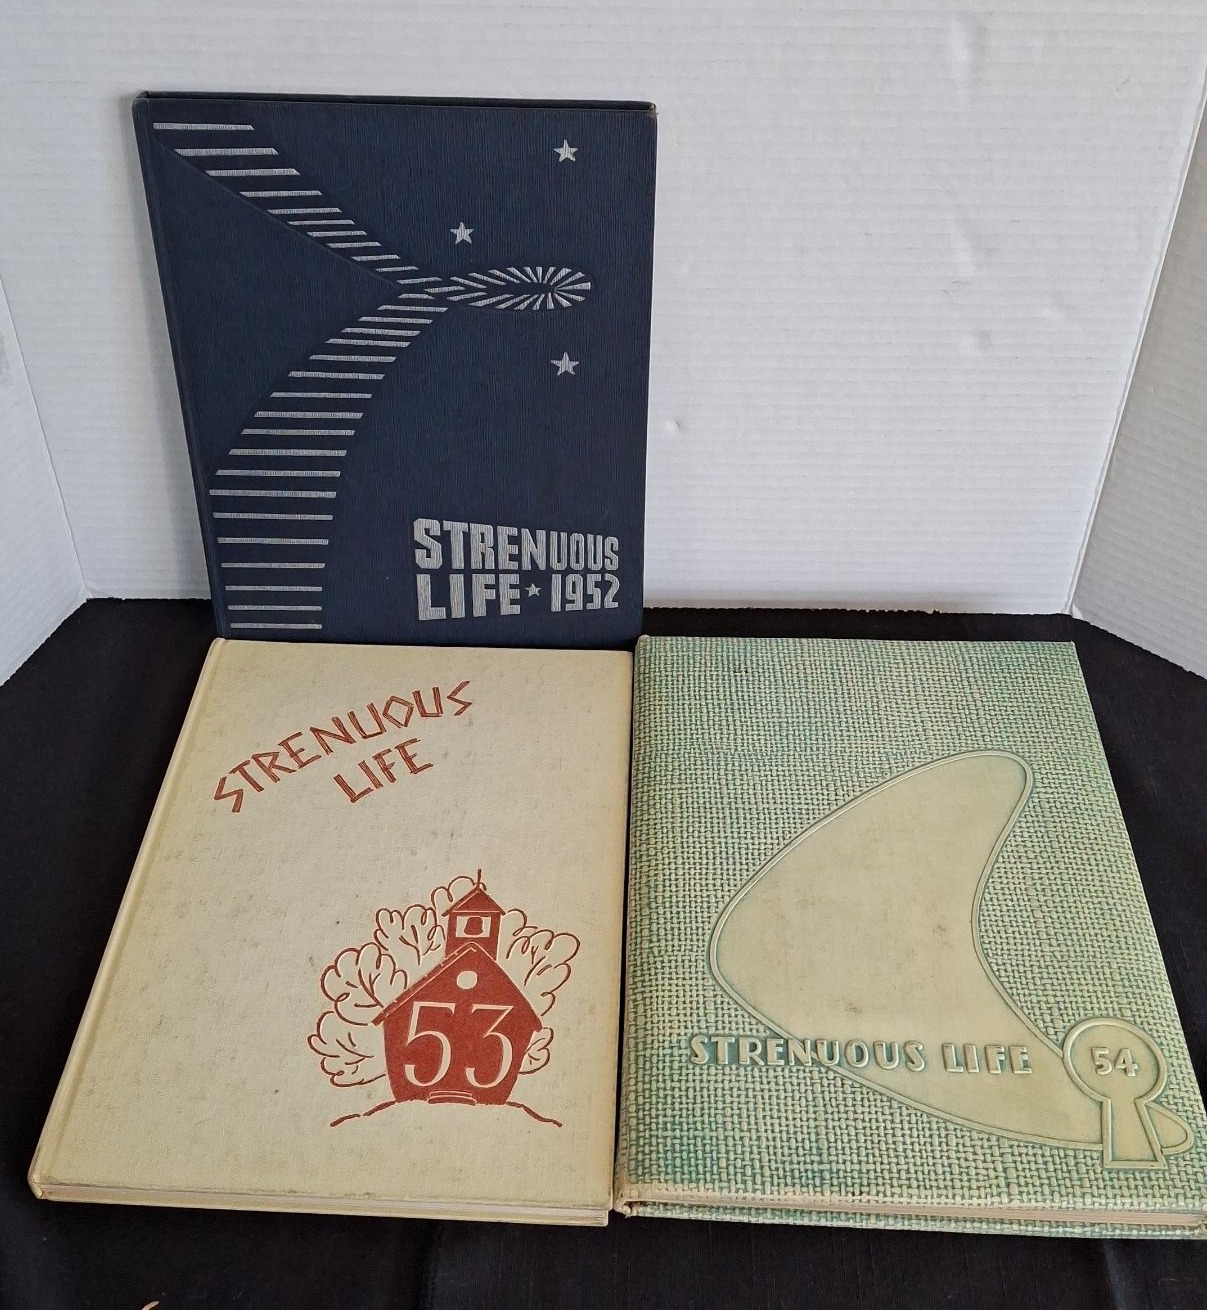 STRENUOUS
LIFE ★ 1952
STRENUOUS
LIFE
53
STRENUOUS LIFE
54